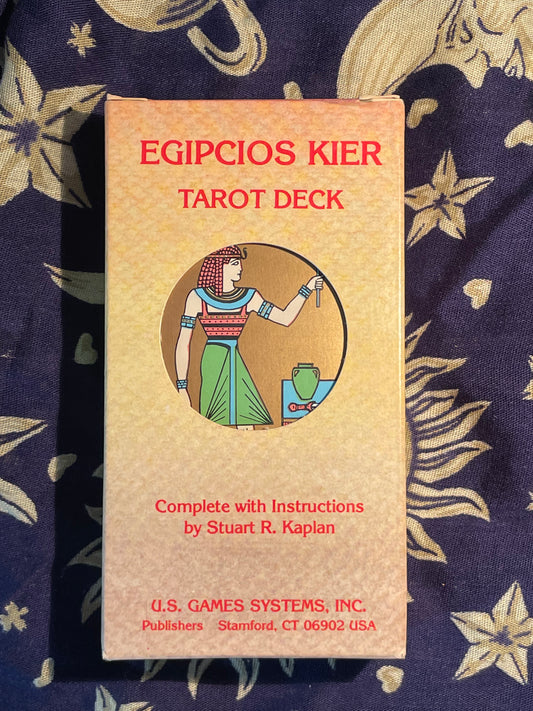 EGIPCIOS KIER
TAROT DECK
Complete with Instructions
by Stuart R. Kaplan
U.S. GAMES SYSTEMS, INC.
Publishers Stamford, CT 06902 USA